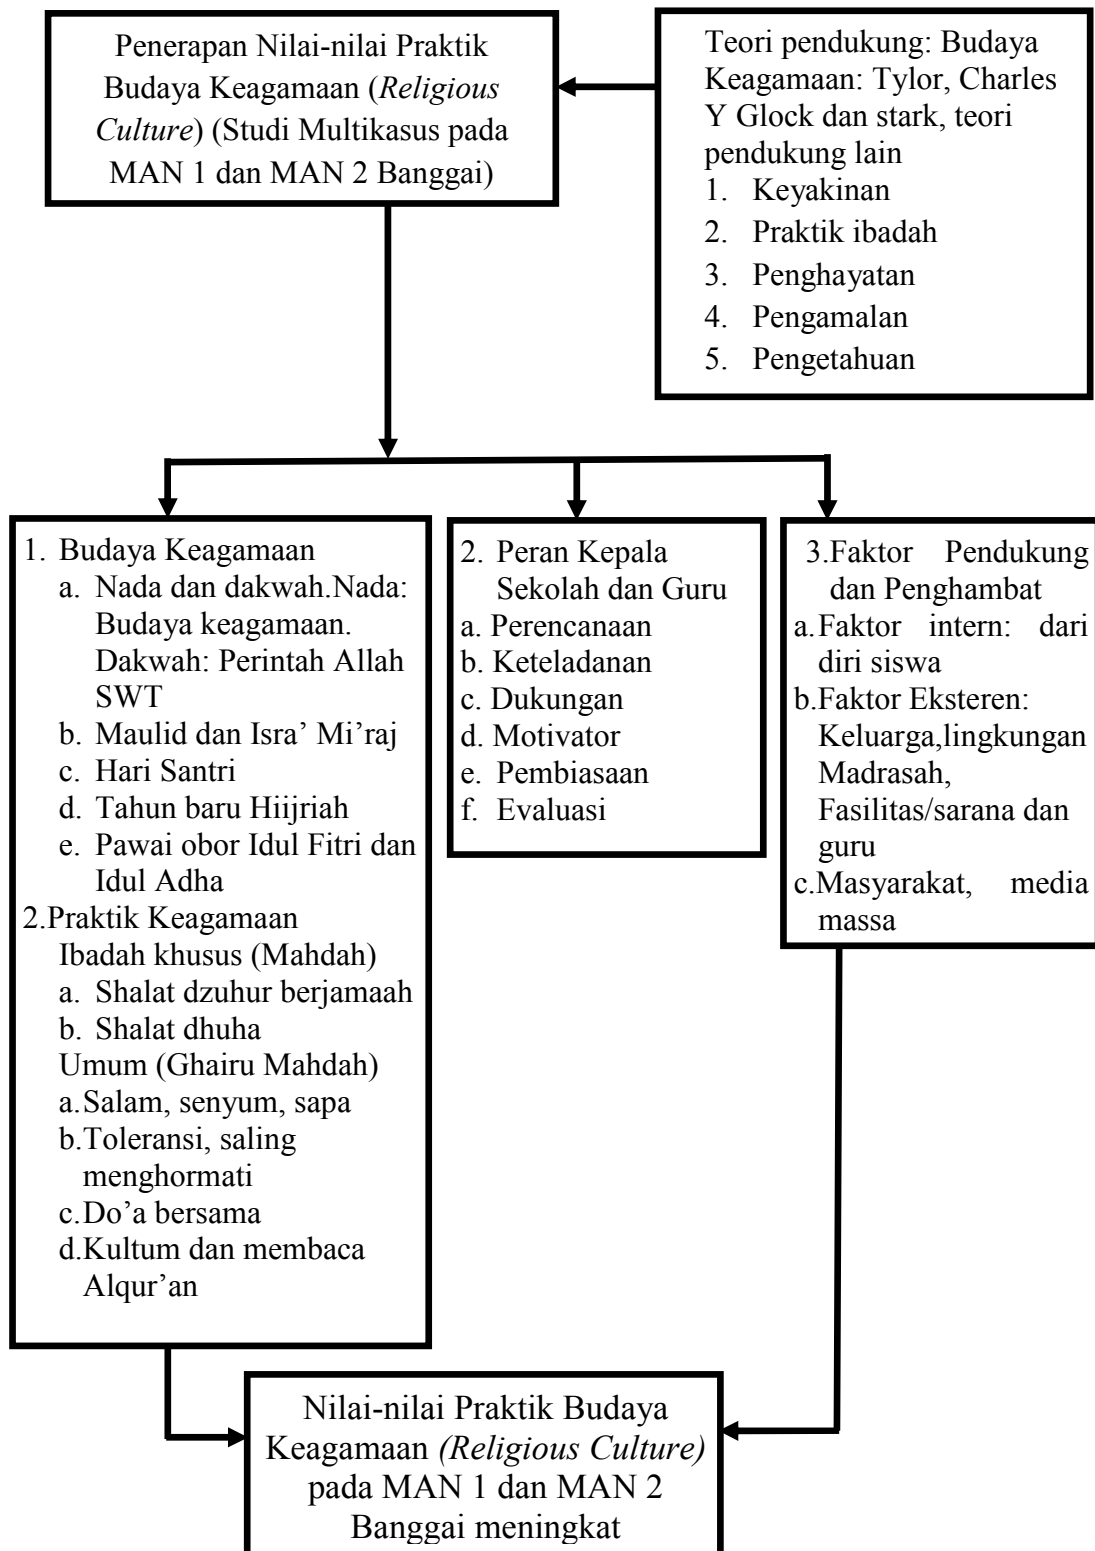 Penerapan Nilai-nilai Praktik
Budaya Keagamaan (Religious
Culture) (Studi Multikasus pada
MAN 1 dan MAN 2 Banggai)
Teori pendukung: Budaya
Keagamaan: Tylor, Charles
Y Glock dan stark, teori
pendukung lain
1. Keyakinan
2. Praktik ibadah
3. Penghayatan
4. Pengamalan
5. Pengetahuan
1. Budaya Keagamaan
a. Nada dan dakwah.Nada:
Budaya keagamaan.
Dakwah: Perintah Allah
SWT
b. Maulid dan Isra’ Mi’raj
c. Hari Santri
d. Tahun baru Hiijriah
e. Pawai obor Idul Fitri dan
Idul Adha
2.Praktik Keagamaan
Ibadah khusus (Mahdah)
a. Shalat dzuhur berjamaah
b. Shalat dhuha
Umum (Ghairu Mahdah)
a.Salam, senyum, sapa
b.Toleransi, saling
menghormati
c.Do’a bersama
d.Kultum dan membaca
Alqur’an
2. Peran Kepala
Sekolah dan Guru
a. Perencanaan
b. Keteladanan
c. Dukungan
d. Motivator
e. Pembiasaan
f. Evaluasi
3.Faktor Pendukung
dan Penghambat
a.Faktor intern: dari
diri siswa
b.Faktor Eksteren:
Keluarga,lingkungan
Madrasah,
Fasilitas/sarana dan
guru
c.Masyarakat, media
massa
Nilai-nilai Praktik Budaya
Keagamaan (Religious Culture)
pada MAN 1 dan MAN 2
Banggai meningkat